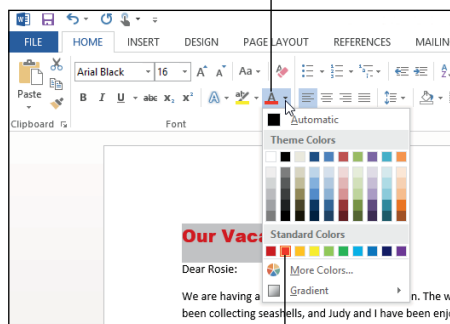 FILE HOME INSERT DESIGN PAGE LAYOUT REFERENCES MAILIN
Arial Black 16 A A Aa
Paste B I U abc X₂ X² A A
Clipboard Font
Automatic
Theme Colors
Standard Colors
More Colors...
Gradient
Our Vaca
Dear Rosie:
We are having a n. The w
been collecting seashells, and Judy and I have been enj